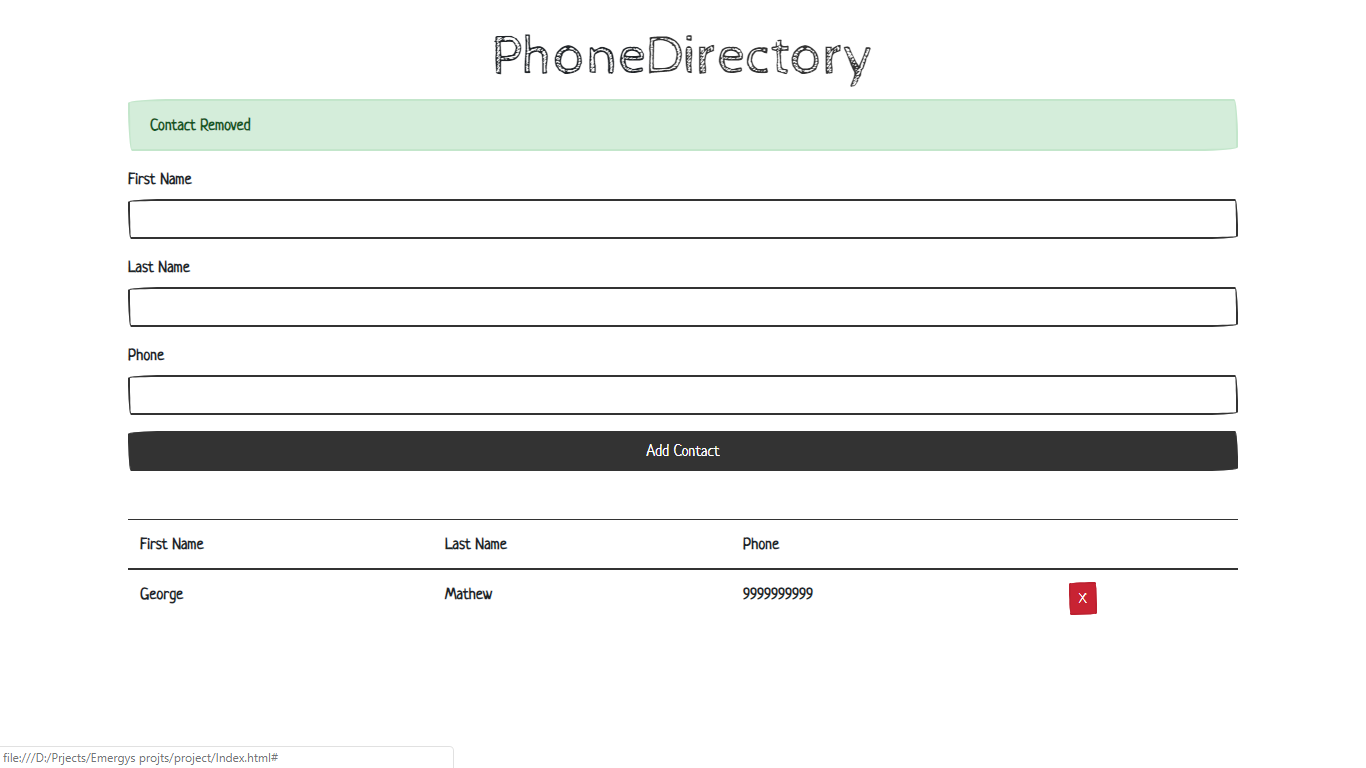 PhoneDirectory
Contact Removed
First Name
Last Name
Phone
Add Contact
First Name Last Name Phone
George Mathew 9999999999 X
file:///D:/Prjects/Emergys projts/project/Index.html#